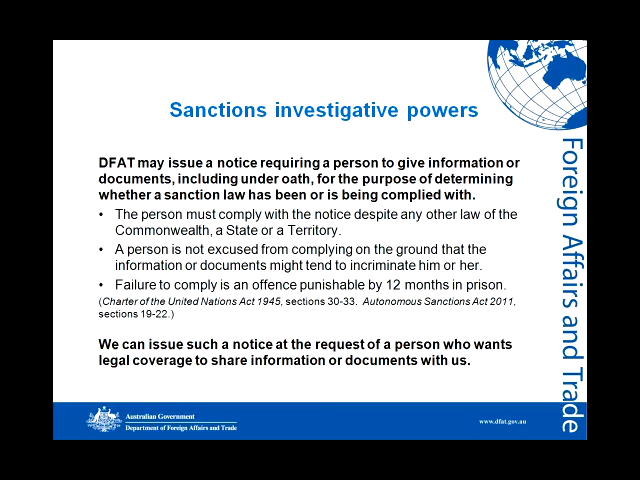 Sanctions investigative powers
DFAT may issue a notice requiring a person to give information or
documents, including under oath, for the purpose of determining
whether a sanction law has been or is being complied with.
• The person must comply with the notice despite any other law of the
Commonwealth, a State or a Territory.
• A person is not excused from complying on the ground that the
information or documents might tend to incriminate him or her.
• Failure to comply is an offence punishable by 12 months in prison.
(Charter of the United Nations Act 1945, sections 30-33. Autonomous Sanctions Act 2011,
sections 19-22.)
We can issue such a notice at the request of a person who wants
legal coverage to share information or documents with us.
Foreign Affairs and Trade
Australian Government
Department of Foreign Affairs and Trade
www.dfat.gov.au